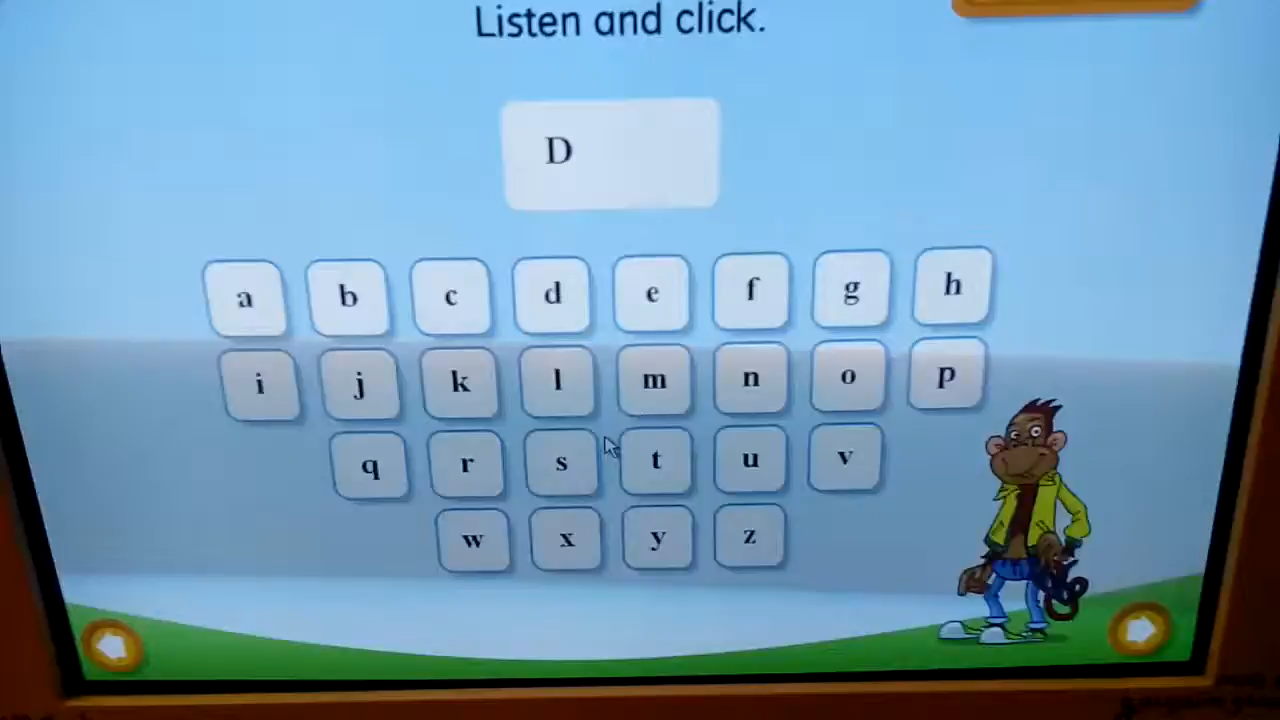 Listen and click.
D
a b c d e f g h
i j k l m n o p
q r s t u v
w x y z